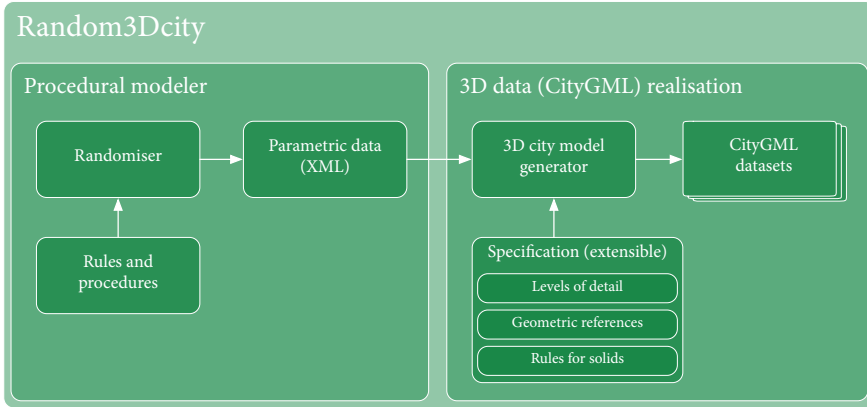 Random3Dcity
Procedural modeler
Randomiser
Parametric data
(XML)
Rules and
procedures
3D data (CityGML) realisation
3D city model
generator
CityGML
datasets
Specification (extensible)
Levels of detail
Geometric references
Rules for solids